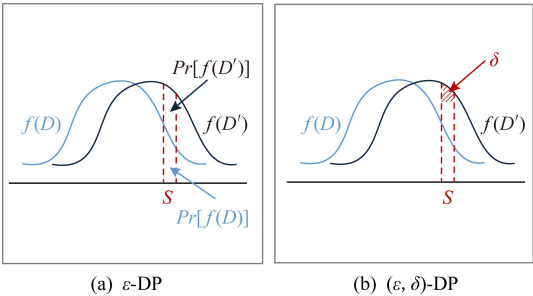 Pr[f(D′)]
f(D)
f(D′)
S
Pr[f(D)]
(a) ε-DP
δ
f(D)
f(D′)
S
(b) (ε, δ)-DP